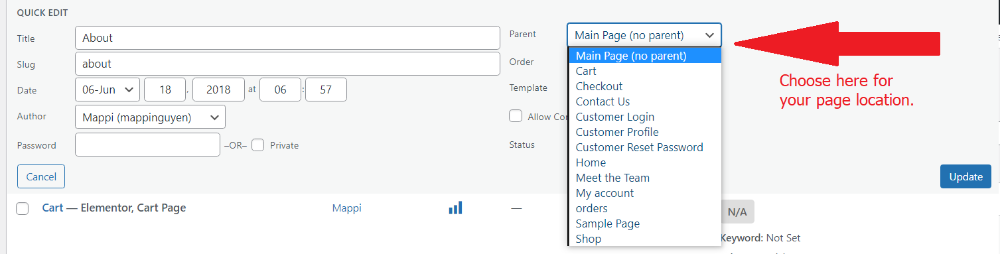 QUICK EDIT
Title About
Slug about
Date 06-Jun 18 , 2018 at 06 : 57
Author Mappi (mappinguyen)
Password –OR– Private
Cancel
Parent Main Page (no parent)
Order
Template
Allow
Status
Main Page (no parent)
Cart
Checkout
Contact Us
Customer Login
Customer Profile
Customer Reset Password
Home
Meet the Team
My account
orders
Sample Page
Shop
Choose here for
your page location.
Update
Cart — Elementor, Cart Page Mappi —
N/A
Keyword: Not Set